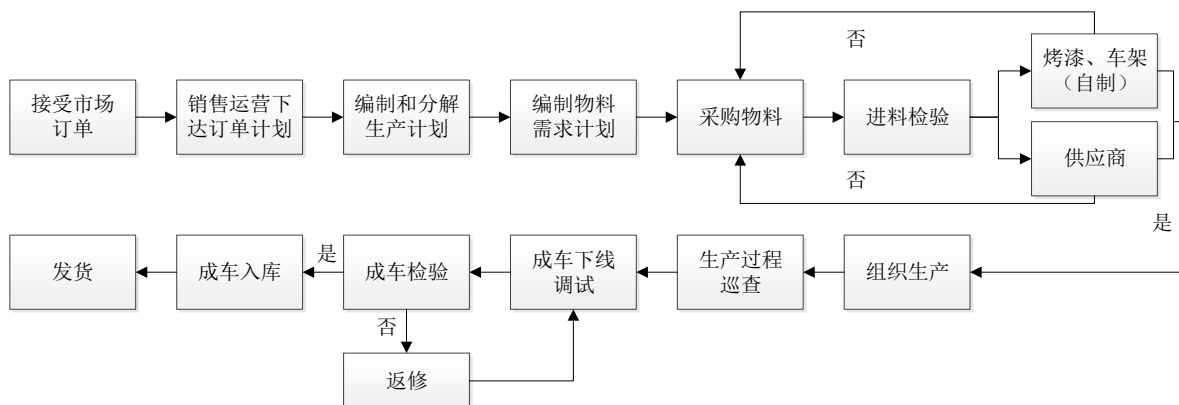 接受市场
订单
销售运营下
达订单计划
编制和分解
生产计划
编制物料
需求计划
采购物料
进料检验
否
烤漆、车架
（自制）
否
供应商
是
发货
成车入库
是
成车检验
成车下线
调试
生产过程
巡查
组织生产
否
返修